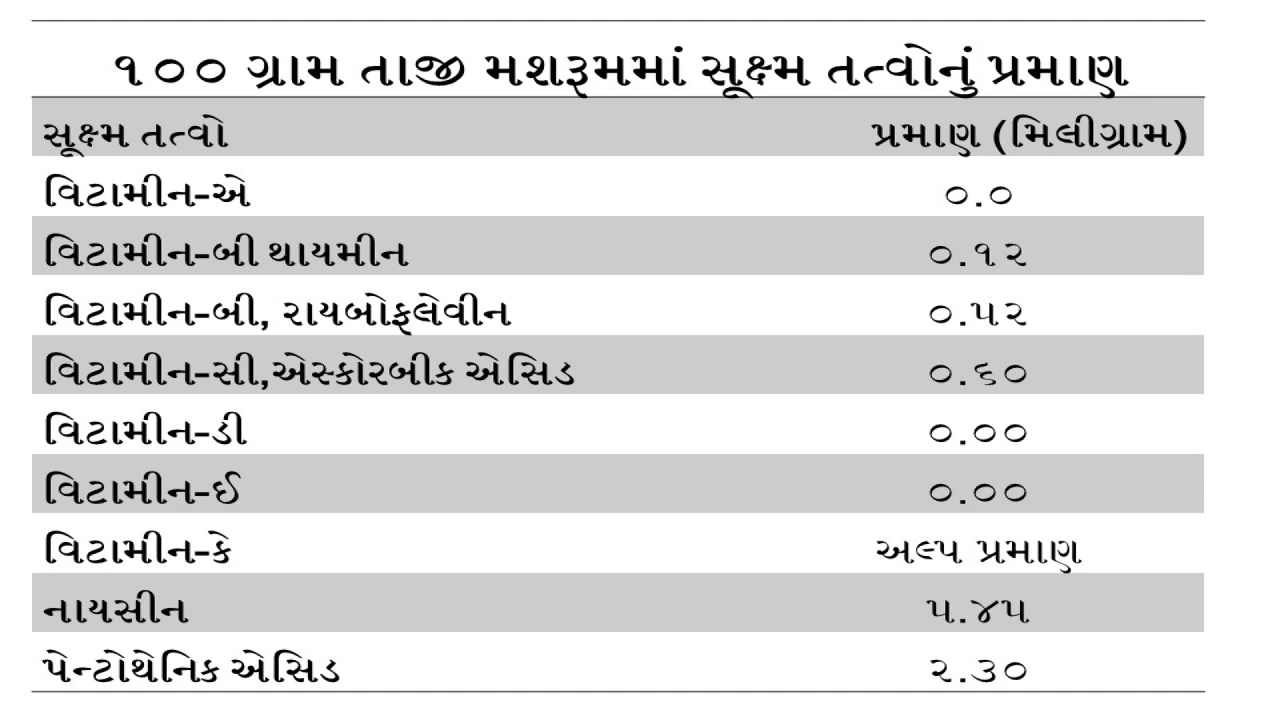 ૧૦૦ ગ્રામ તાજી મશરૂમમાં સૂક્ષ્મ તત્વોનું પ્રમાણ
સૂક્ષ્મ તત્વો પ્રમાણ (મિલીગ્રામ)
વિટામીન-એ ૦.૦
વિટામીન-બી થાયમીન ૦.૧૨
વિટામીન-બી, રાયબોફલેવીન ૦.૫૨
વિટામીન-સી,એસ્કોરબીક એસિડ ૦.૬૦
વિટામીન-ડી ૦.૦૦
વિટામીન-ઈ ૦.૦૦
વિટામીન-કે અલ્પ પ્રમાણ
નાયસીન ૫.૪૫
પેન્ટોથેનિક એસિડ ૨.૩૦